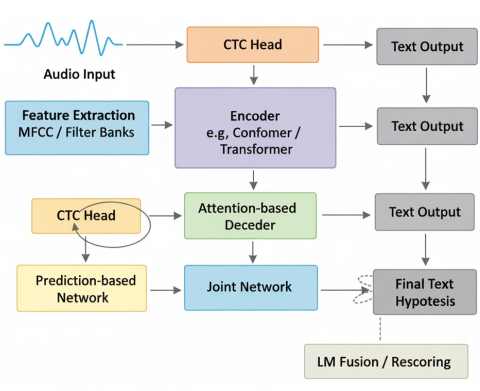 CTC Head
Text Output
Audio Input
Feature Extraction
MFCC / Filter Banks
Encoder
e.g, Confomer /
Transformer
Text Output
CTC Head
Attention-based
Deceder
Text Output
Prediction-based
Network
Joint Network
Final Text
Hypotesis
LM Fusion / Rescoring